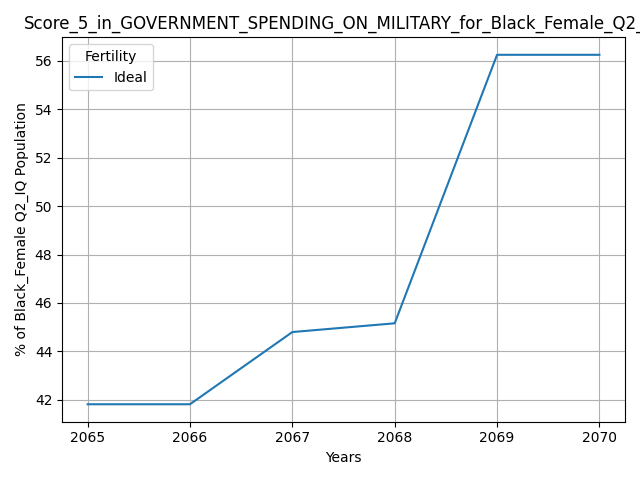 Score_5_in_GOVERNMENT_SPENDING_ON_MILITARY_for_Black_Female_Q2_
Fertility
Ideal
% of Black_Female Q2_IQ Population
56
54
52
50
48
46
44
42
2065 2066 2067 2068 2069 2070
Years